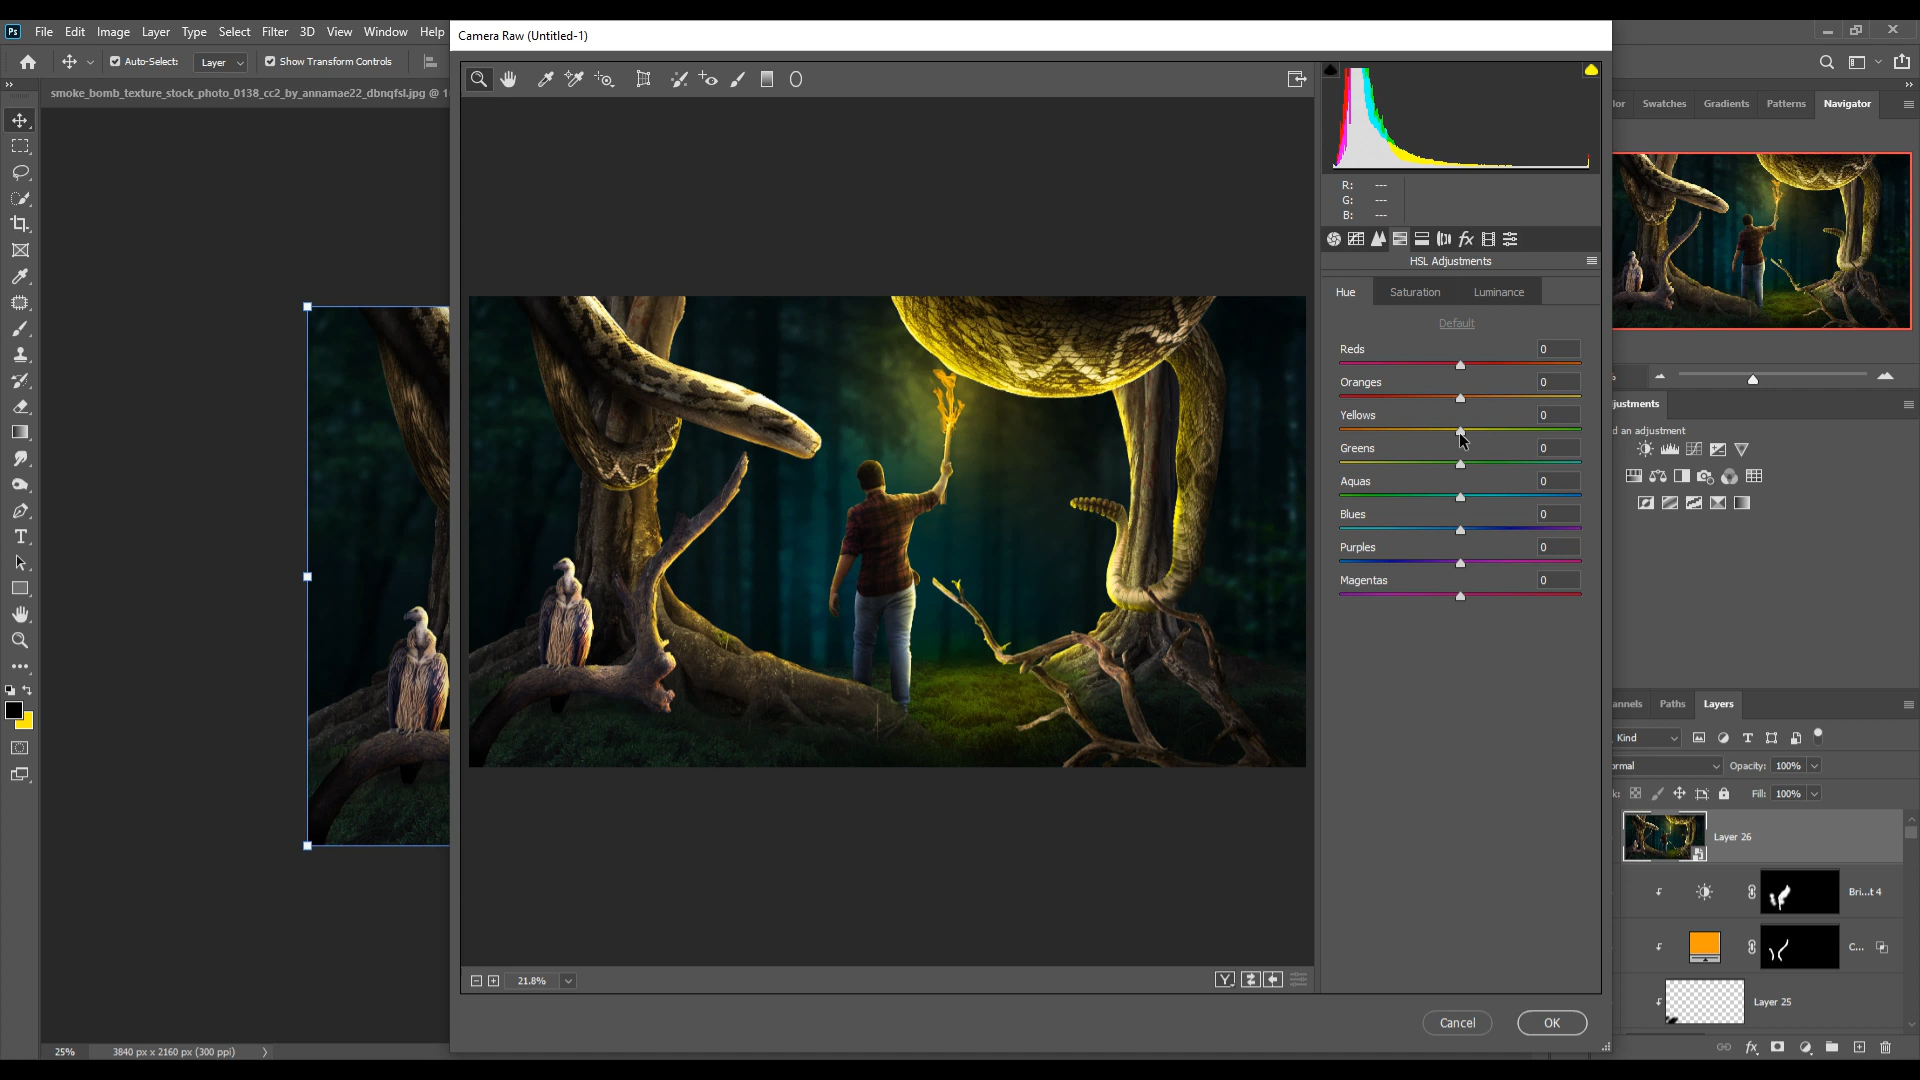 Ps File Edit Image Layer Type Select Filter 3D View Window Help
Camera Raw (Untitled-1)
Auto-Select: Layer Show Transform Controls
smoke_bomb_texture_stock_photo_0138_cc2_by_annamae22_dbnqfsl.jpg @ 1
lor Swatches Gradients Patterns Navigator
R: ---
G: ---
B: ---
HSL Adjustments
Hue Saturation Luminance
Default
Reds 0
Oranges 0
Yellows 0
Greens 0
Aquas 0
Blues 0
Purples 0
Magentas 0
%
justments
d an adjustment
annels Paths Layers
Kind
ormal Opacity: 100%
k: Fill: 100%
Layer 26
Bri...t 4
C...
Layer 25
21.8%
Y
Cancel OK
25% 3840 px x 2160 px (300 ppi)